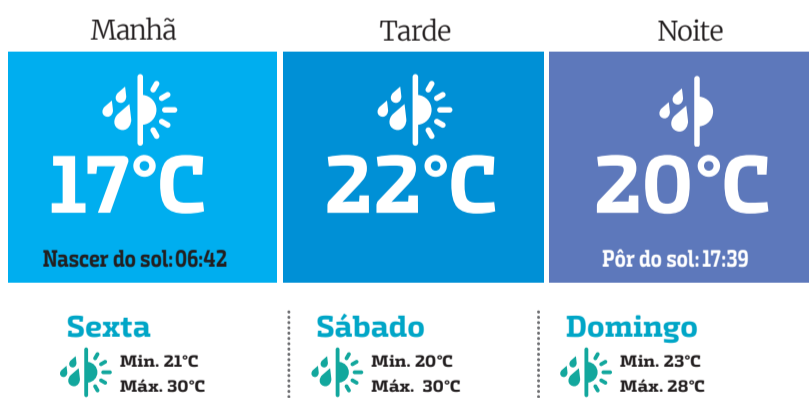 Manhã Tarde Noite
17°C 22°C 20°C
Nascer do sol: 06:42 Pôr do sol: 17:39
Sexta Sábado Domingo
Min. 21°C Min. 20°C Min. 23°C
Máx. 30°C Máx. 30°C Máx. 28°C